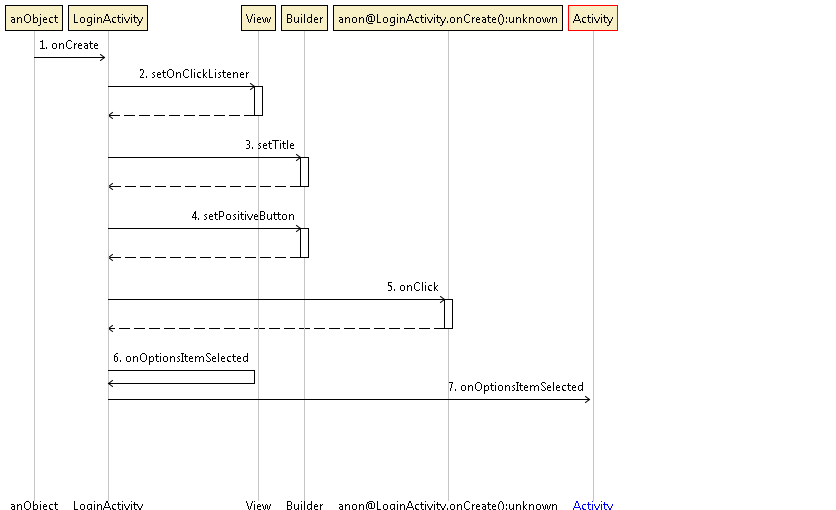 anObject LoginActivity View Builder anon@LoginActivity.onCreate():unknown Activity
1. onCreate
2. setOnClickListener
3. setTitle
4. setPositiveButton
5. onClick
6. onOptionsItemSelected
7. onOptionsItemSelected
anObject LoginActivity View Builder anon@LoginActivity.onCreate():unknown Activity